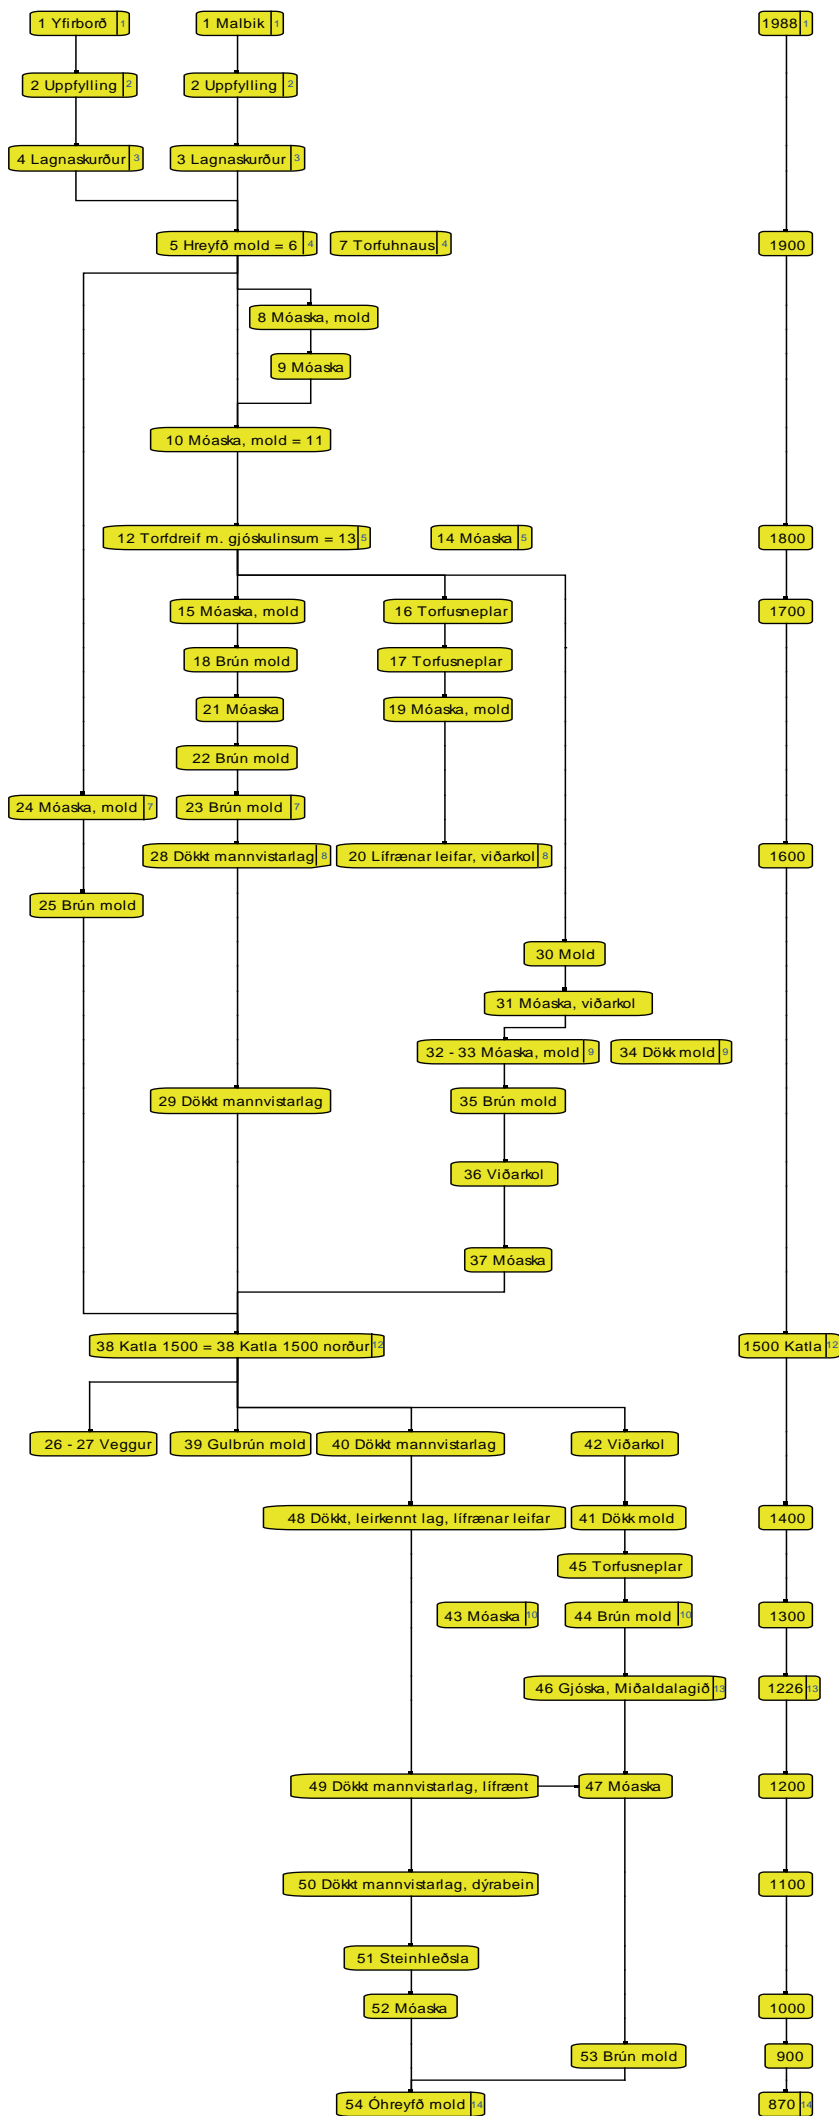 1 Yfirborð 1
1 Malbik 1
1988 1
2 Uppfylling 2
2 Uppfylling 2
4 Lagnaskurður 3
3 Lagnaskurður 3
5 Hreyfð mold = 6 4
7 Torfuhnaus 4
1900
8 Móaska, mold
9 Móaska
10 Móaska, mold = 11
12 Torfdreif m. gjóskulinsum = 13 5
14 Móaska 5
1800
15 Móaska, mold
16 Torfusneplar
1700
18 Brún mold
17 Torfusneplar
21 Móaska
19 Móaska, mold
22 Brún mold
24 Móaska, mold 7
23 Brún mold 7
28 Dökkt mannvistarlag 8
20 Lífrænar leifar, viðarkol 8
1600
25 Brún mold
30 Mold
31 Móaska, viðarkol
32 - 33 Móaska, mold 9
34 Dökk mold 9
29 Dökkt mannvistarlag
35 Brún mold
36 Viðarkol
37 Móaska
38 Katla 1500 = 38 Katla 1500 norður 12
1500 Katla 12
26 - 27 Veggur
39 Gulbrún mold
40 Dökkt mannvistarlag
42 Viðarkol
48 Dökkt, leirkennt lag, lífrænar leifar
41 Dökk mold
1400
45 Torfusneplar
43 Móaska 10
44 Brún mold 10
1300
46 Gjóska, Miðaldalagið 13
1226 13
49 Dökkt mannvistarlag, lífrænt
47 Móaska
1200
50 Dökkt mannvistarlag, dýrabein
1100
51 Steinhleðsla
52 Móaska
1000
53 Brún mold
900
54 Óhreyfð mold 14
870 14